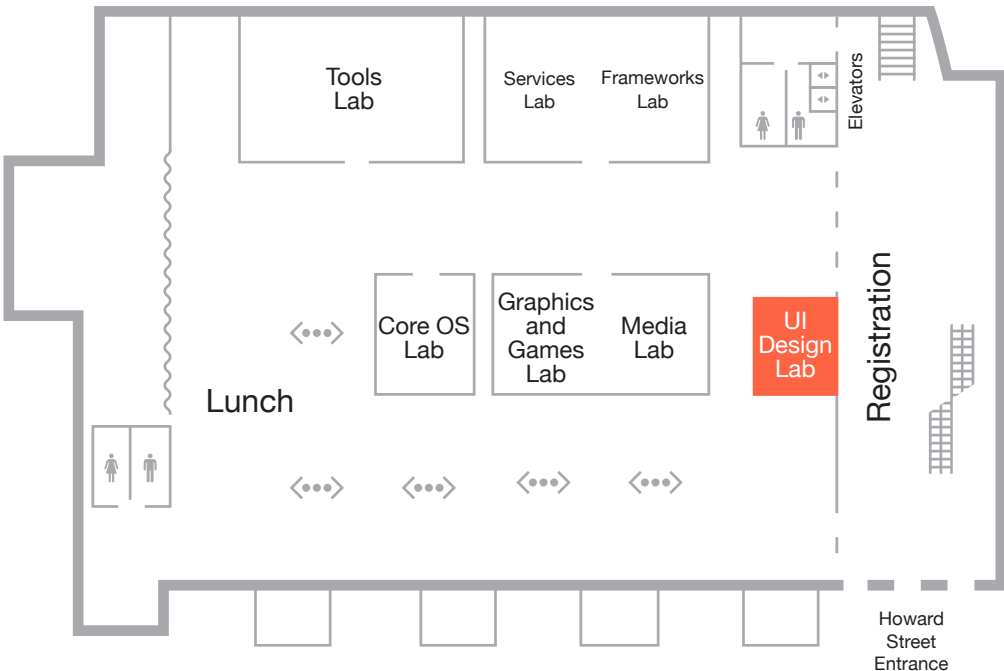 Tools
Lab
Services
Lab
Frameworks
Lab
Elevators
Core OS
Lab
Graphics
and
Games
Lab
Media
Lab
UI
Design
Lab
Registration
Lunch
Howard
Street
Entrance